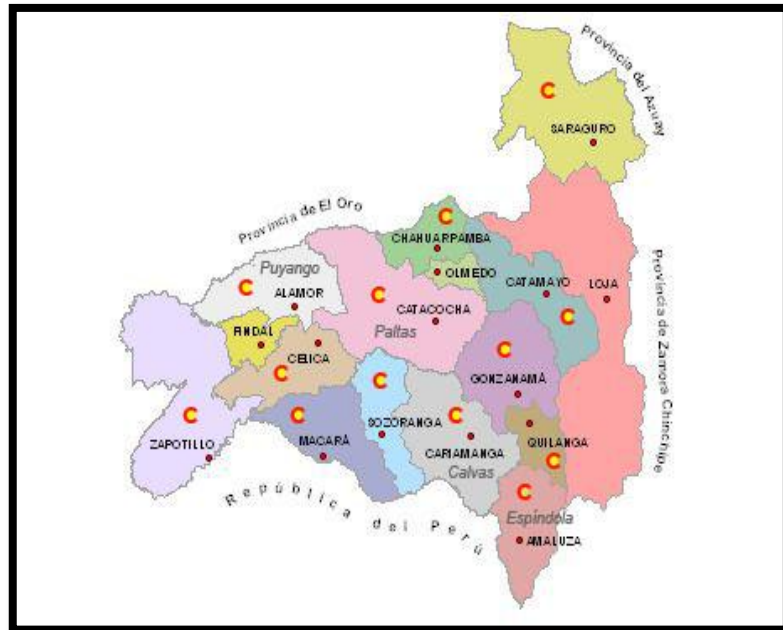 Provincia del Azuay
C
SARAGURO
Provincia de El Oro
C
CHAHUARPAMBA
Puyango
C
ALAMOR
OLMEDO
CATAMAYO
C
LOJA
Provincia de Zamora Chinchipe
C
CATACOCHA
Paltas
PINDAL
CELICA
C
C
C
GONZANAMÁ
ZAPOTILLO
C
MACARÁ
C
SOZORANGA
C
CARIAMANGA
Calvas
QUILANGA
C
C
Espíndola
AMALUZA
República del Perú